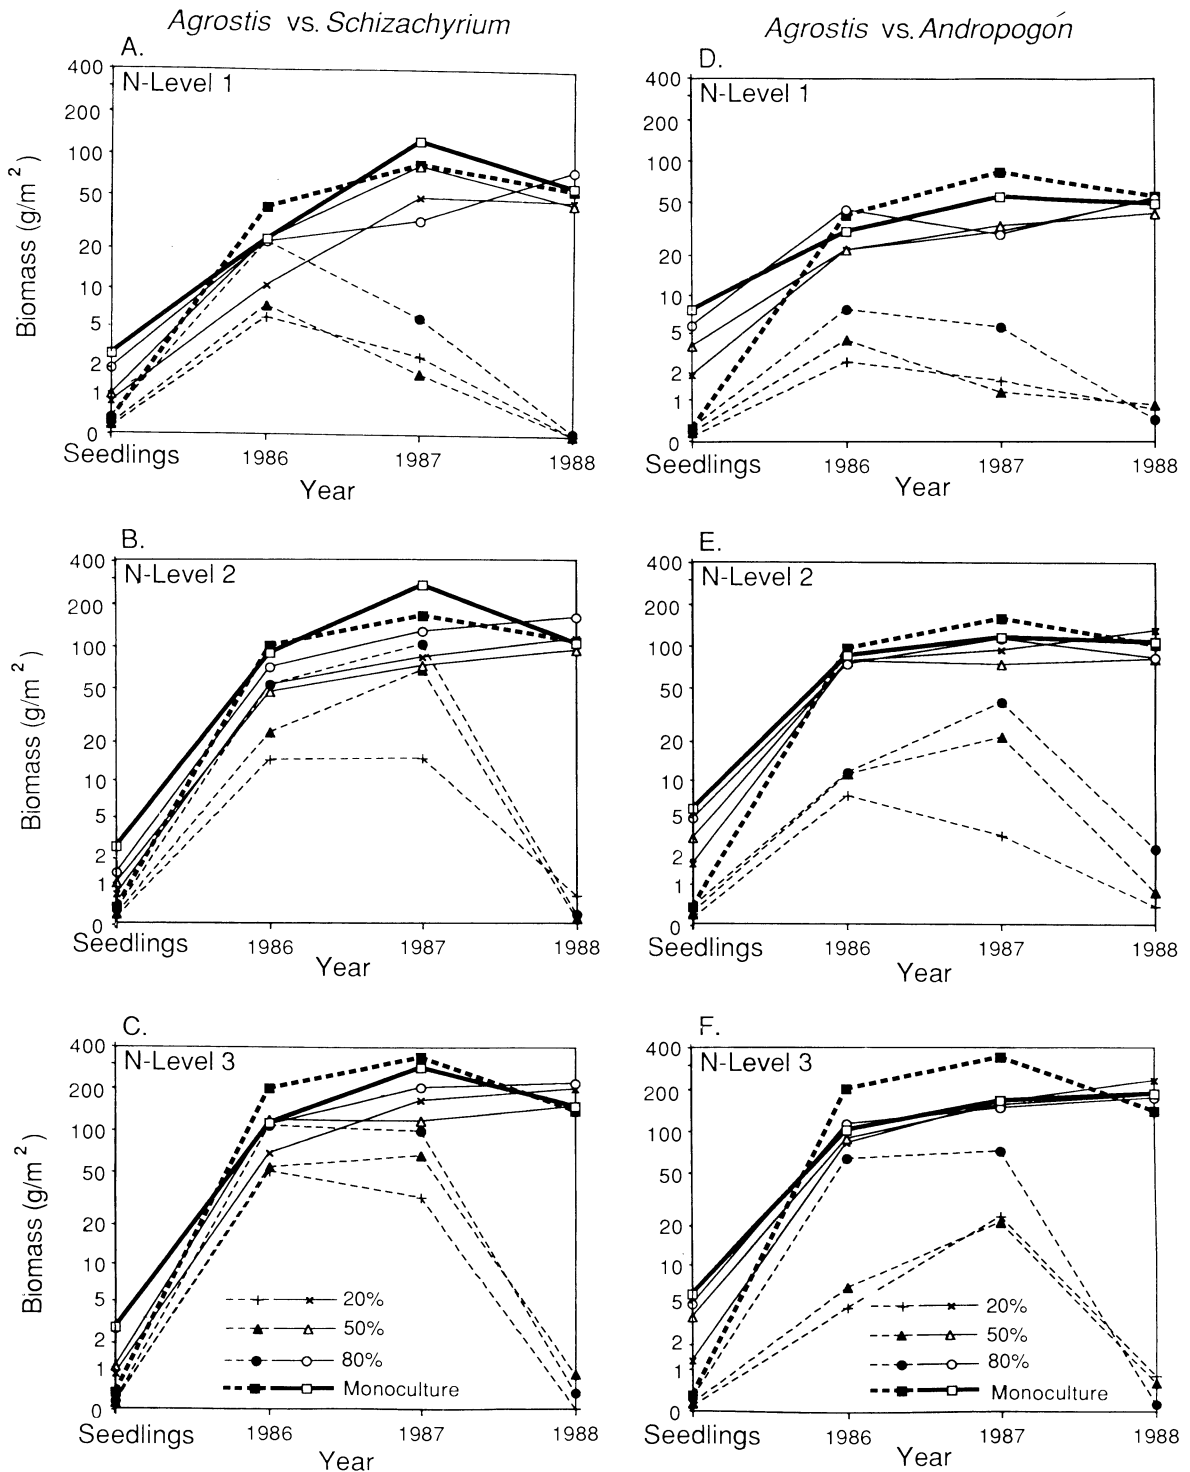 Agrostis vs. Schizachyrium
A.
N-Level 1
400
200
100
50
20
10
5
2
1
0
Biomass (g/m²)
Seedlings 1986 1987 1988
Year
B.
N-Level 2
400
200
100
50
20
10
5
2
1
0
Biomass (g/m²)
Seedlings 1986 1987 1988
Year
C.
N-Level 3
400
200
100
50
20
10
5
2
1
0
Biomass (g/m²)
20%
50%
80%
Monoculture
Seedlings 1986 1987 1988
Year
Agrostis vs. Andropogon
D.
N-Level 1
400
200
100
50
20
10
5
2
1
0
Seedlings 1986 1987 1988
Year
E.
N-Level 2
400
200
100
50
20
10
5
2
1
0
Seedlings 1986 1987 1988
Year
F.
N-Level 3
400
200
100
50
20
10
5
2
1
0
20%
50%
80%
Monoculture
Seedlings 1986 1987 1988
Year